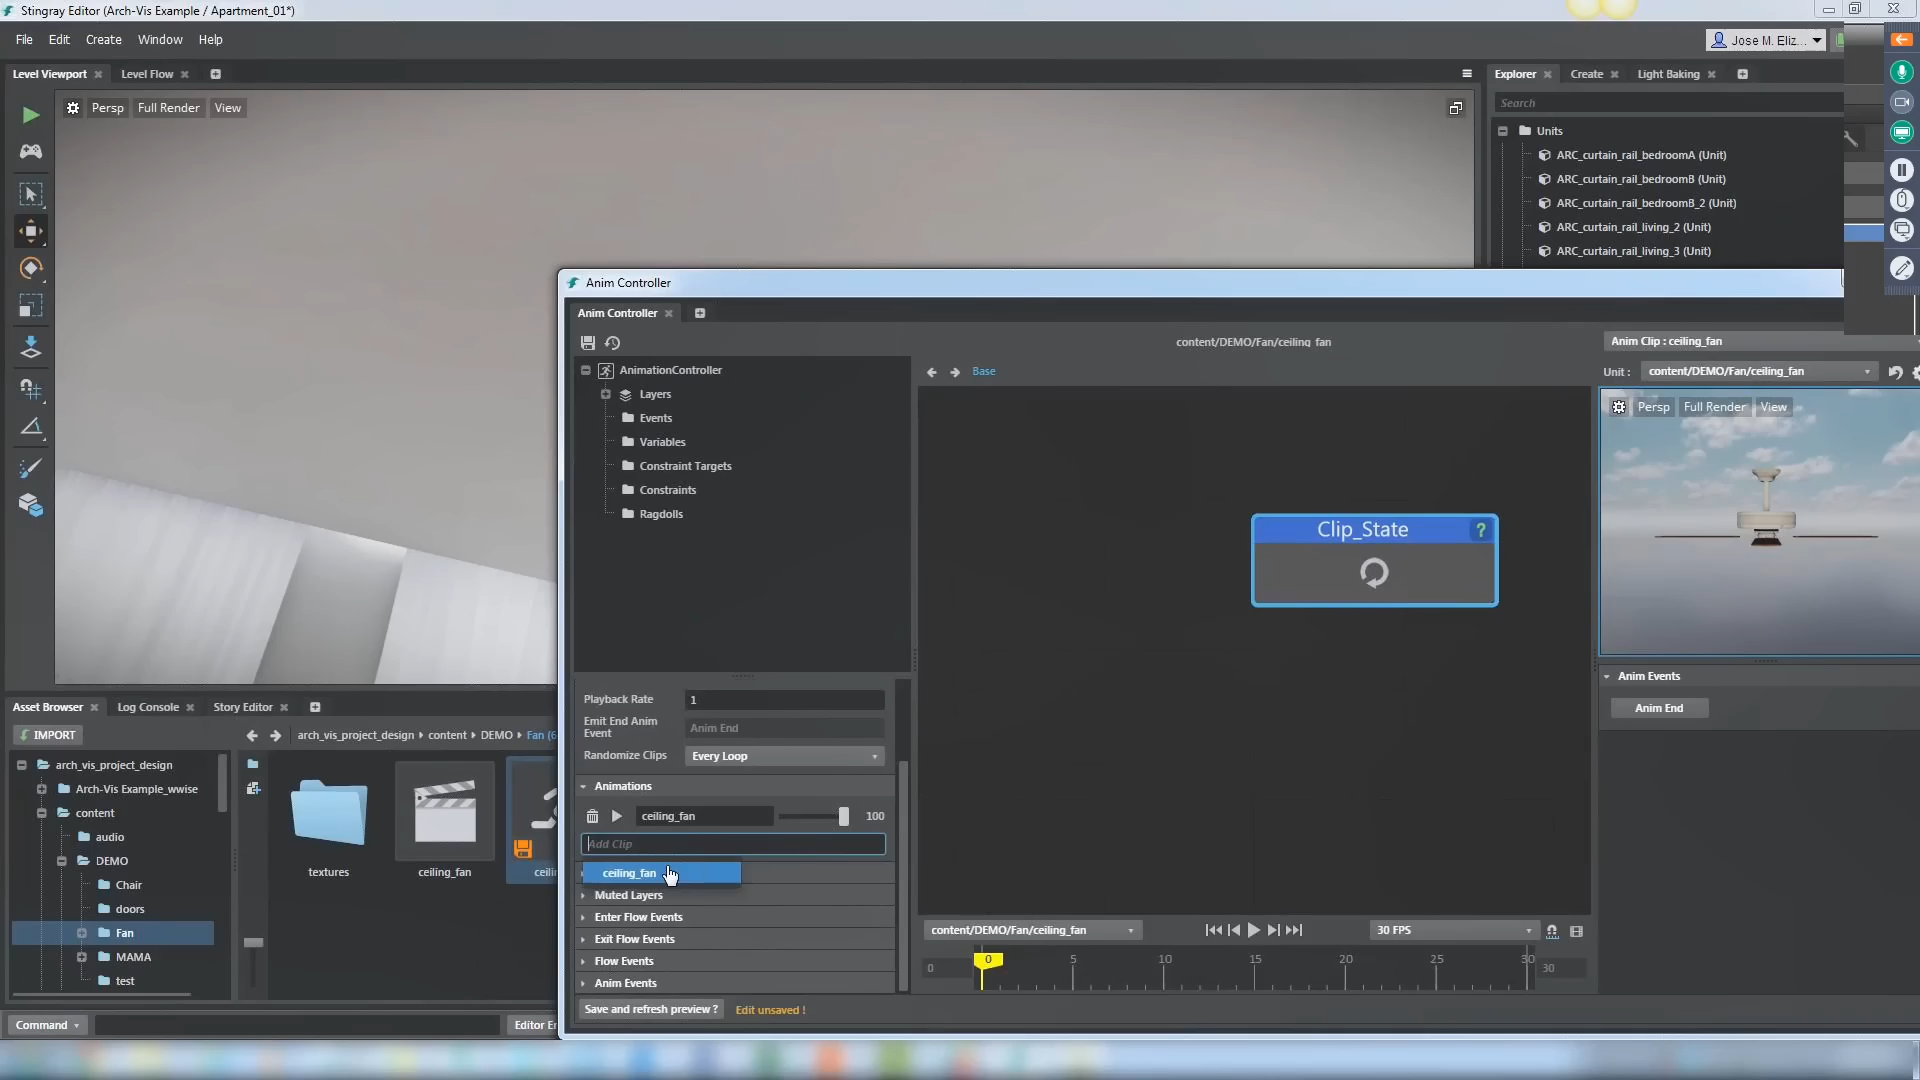 Stingray Editor (Arch-Vis Example / Apartment_01*)
File Edit Create Window Help
Jose M. Eliz...
Level Viewport
Level Flow
Persp Full Render View
Explorer Create Light Baking
Search
Units
ARC_curtain_rail_bedroomA (Unit)
ARC_curtain_rail_bedroomB (Unit)
ARC_curtain_rail_bedroomB_2 (Unit)
ARC_curtain_rail_living_2 (Unit)
ARC_curtain_rail_living_3 (Unit)
Anim Controller
Anim Controller
content/DEMO/Fan/ceiling_fan
AnimationController
Layers
Events
Variables
Constraint Targets
Constraints
Ragdolls
Base
Clip_State ?
Anim Clip : ceiling_fan
Unit : content/DEMO/Fan/ceiling_fan
Persp Full Render View
Anim Events
Anim End
Playback Rate 1
Emit End Anim Event Anim End
Randomize Clips Every Loop
Animations
ceiling_fan 100
Add Clip
ceiling_fan
Muted Layers
Enter Flow Events
Exit Flow Events
Flow Events
Anim Events
Save and refresh preview ? Edit unsaved !
content/DEMO/Fan/ceiling_fan
30 FPS
0 0 5 10 15 20 25 30 30
Asset Browser Log Console Story Editor
IMPORT
arch_vis_project_design content DEMO Fan (6
arch_vis_project_design
Arch-Vis Example_wwise
content
audio
DEMO
Chair
doors
Fan
MAMA
test
textures
ceiling_fan
ceili
Command
Editor En